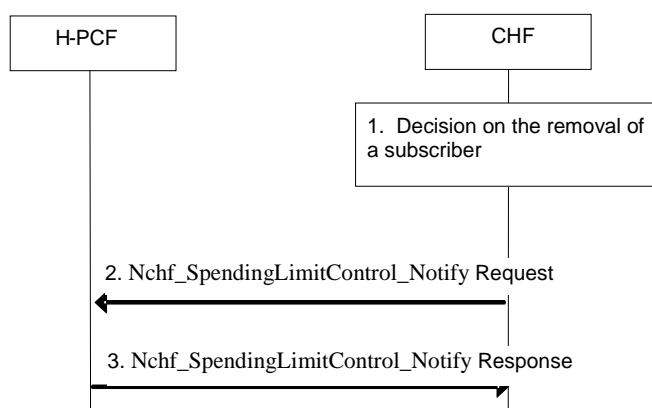 H-PCF
CHF
1. Decision on the removal of
a subscriber
2. Nchf_SpendingLimitControl_Notify Request
3. Nchf_SpendingLimitControl_Notify Response